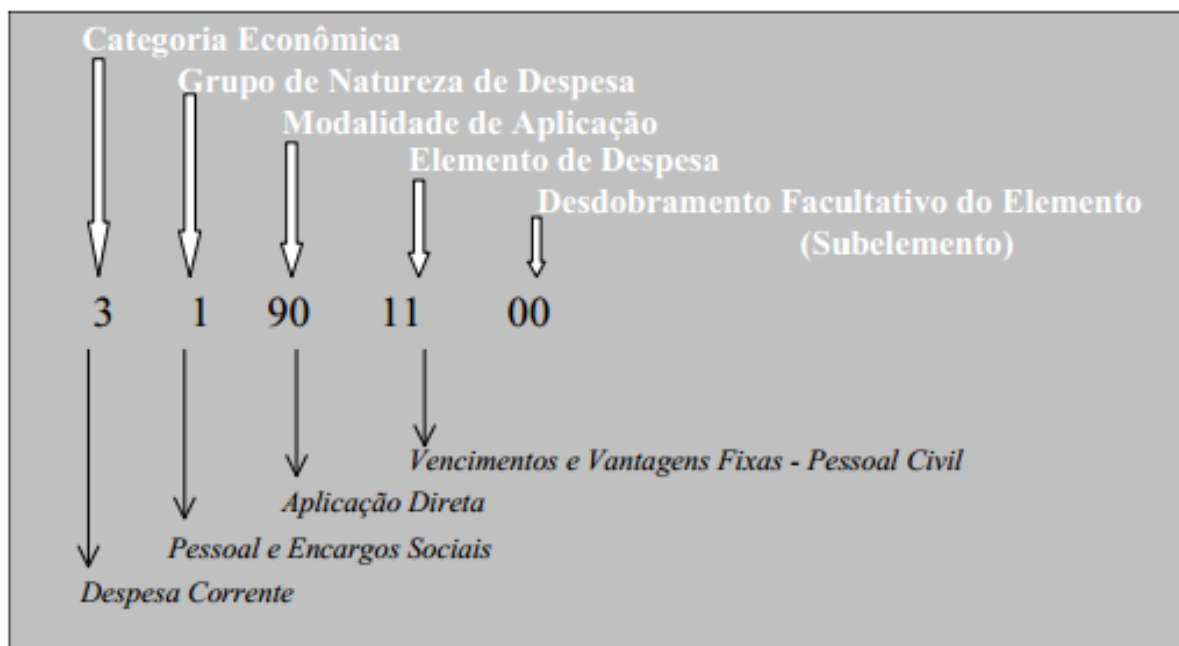 Categoria Econômica
Grupo de Natureza de Despesa
Modalidade de Aplicação
Elemento de Despesa
Desdobramento Facultativo do Elemento
(Subelemento)
3 1 90 11 00
Vencimentos e Vantagens Fixas - Pessoal Civil
Aplicação Direta
Pessoal e Encargos Sociais
Despesa Corrente